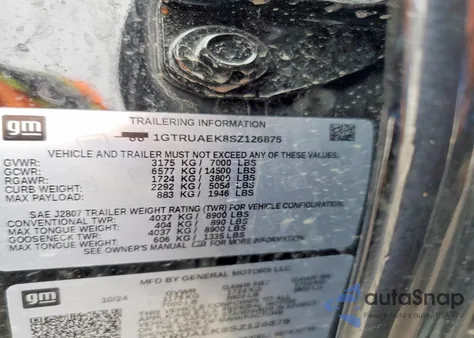 gm
TRAILERING INFORMATION
1GTRUAEK8SZ126875
VEHICLE AND TRAILER MUST NOT EXCEED ANY OF THESE VALUES.
GVWR: 3175 KG / 7000 LBS
GCWR: 6577 KG / 14500 LBS
RGAWR: 1724 KG / 3800 LBS
CURB WEIGHT: 2292 KG / 5054 LBS
MAX PAYLOAD: 883 KG / 1946 LBS
SAE J2807 TRAILER WEIGHT RATING (TWR) FOR VEHICLE CONFIGURATION.
CONVENTIONAL TWR: 4037 KG / 8900 LBS
MAX TONGUE WEIGHT: 404 KG / 890 LBS
GOOSENECK TWR: 4037 KG / 8900 LBS
MAX TONGUE WEIGHT: 606 KG / 1335 LBS
SEE OWNER'S MANUAL FOR MORE INFORMATION.
gm
MFD BY GENERAL MOTORS LLC
10/24
autoSnap